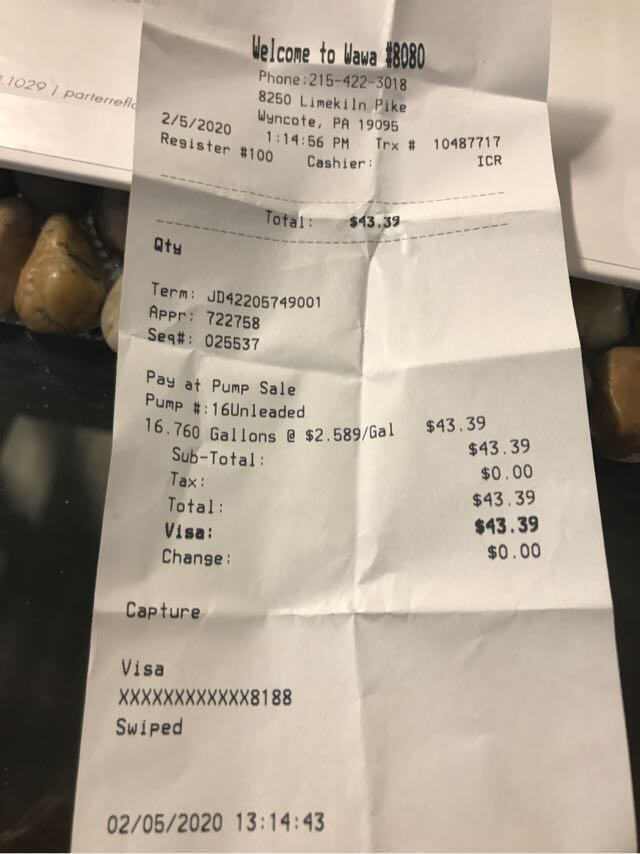 .1029 | parterrefl
Welcome to Wawa #8080
Phone:215-422-3018
8250 Limekiln Pike
Wyncote, PA 19095
2/5/2020 1:14:56 PM Trx # 10487717
Register #100 Cashier: ICR
Total: $43.39
Qty
Term: JD42205749001
Appr: 722758
Seq#: 025537
Pay at Pump Sale
Pump #:16Unleaded
16.760 Gallons @ $2.589/Gal $43.39
Sub-Total: $43.39
Tax: $0.00
Total: $43.39
Visa: $43.39
Change: $0.00
Capture
Visa
XXXXXXXXXXXX8188
Swiped
02/05/2020 13:14:43